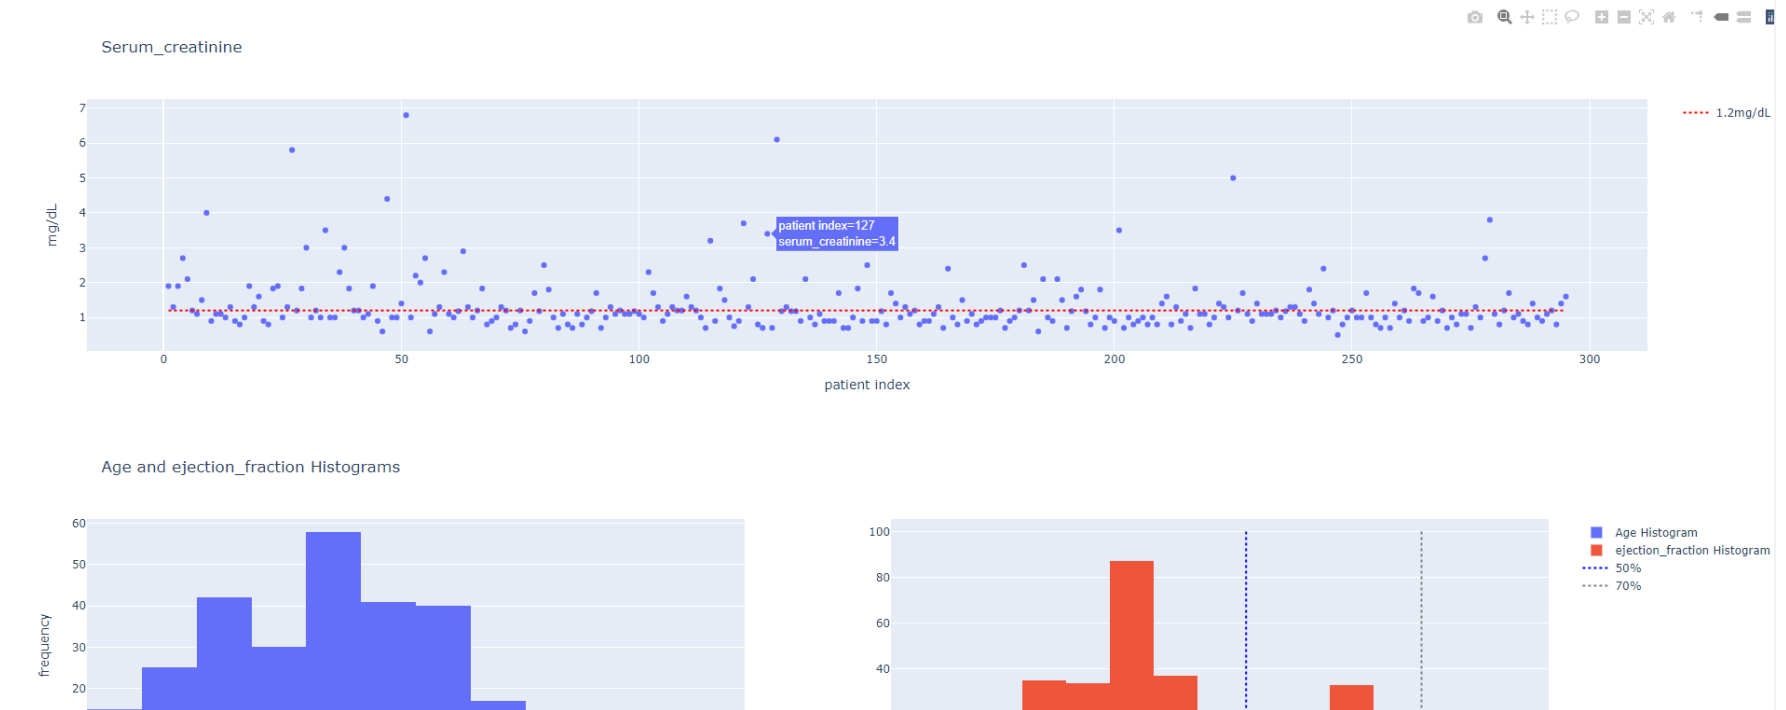 Serum_creatinine
7
6
5
4
3
2
1
mg/dL
1.2mg/dL
patient index=127
serum_creatinine=3.4
0 50 100 150 200 250 300
patient index
Age and ejection_fraction Histograms
60
50
40
30
20
frequency
100
80
60
40
Age Histogram
ejection_fraction Histogram
50%
70%